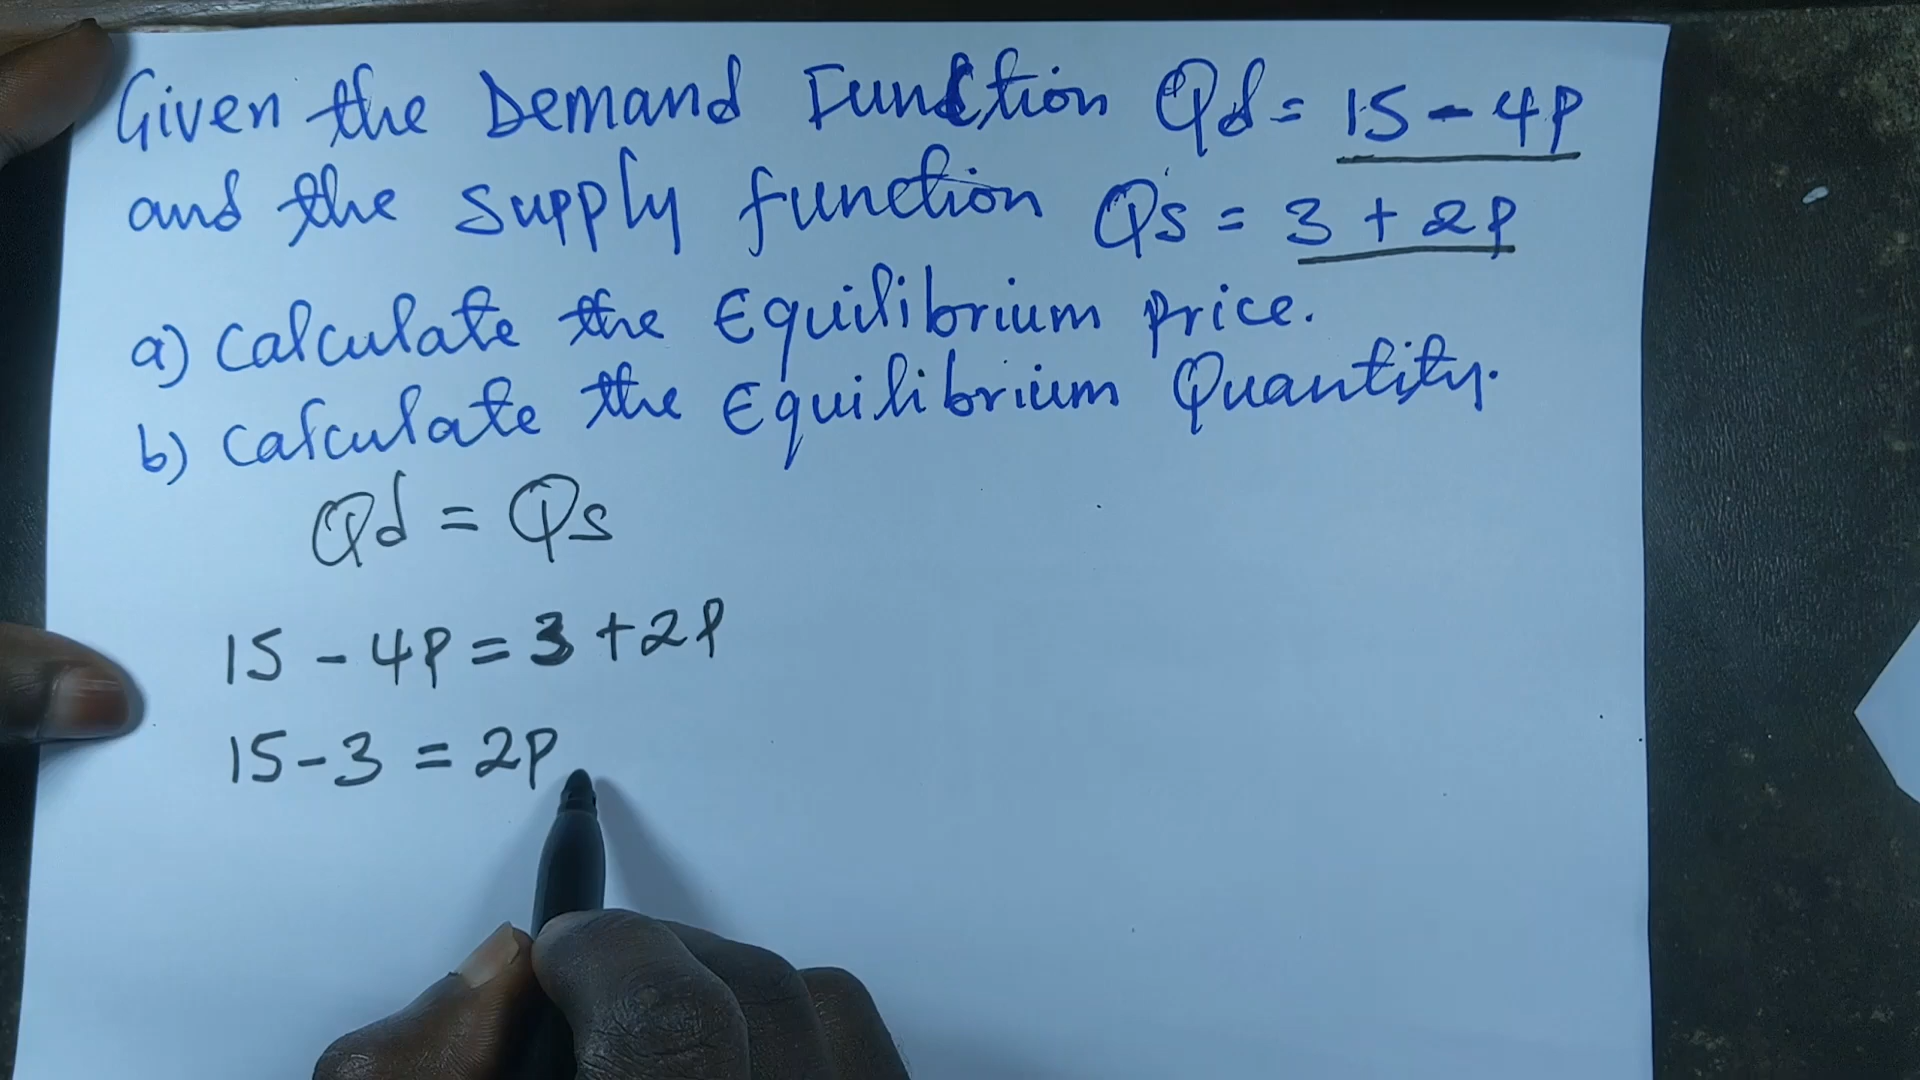 Given the Demand Function Qd = 15 - 4P
and the supply function Qs = 3 + 2P
a) Calculate the Equilibrium price.
b) Calculate the Equilibrium Quantity.
Qd = Qs
15 - 4P = 3 + 2P
15 - 3 = 2P